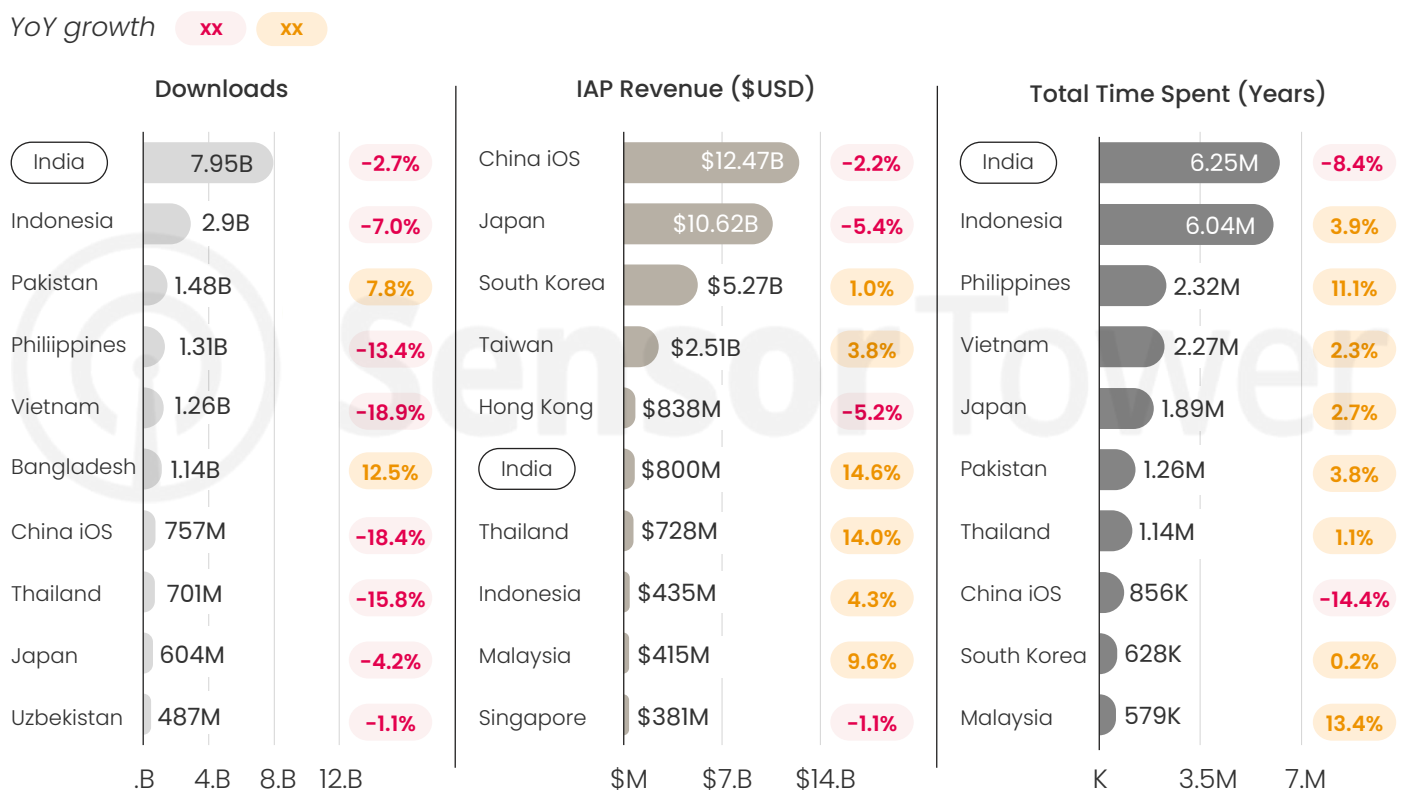 YoY growth xx xx
Downloads
India 7.95B -2.7%
Indonesia 2.9B -7.0%
Pakistan 1.48B 7.8%
Philiippines 1.31B -13.4%
Vietnam 1.26B -18.9%
Bangladesh 1.14B 12.5%
China iOS 757M -18.4%
Thailand 701M -15.8%
Japan 604M -4.2%
Uzbekistan 487M -1.1%
.B 4.B 8.B 12.B
IAP Revenue ($USD)
China iOS $12.47B -2.2%
Japan $10.62B -5.4%
South Korea $5.27B 1.0%
Taiwan $2.51B 3.8%
Hong Kong $838M -5.2%
India $800M 14.6%
Thailand $728M 14.0%
Indonesia $435M 4.3%
Malaysia $415M 9.6%
Singapore $381M -1.1%
$M $7.B $14.B
Total Time Spent (Years)
India 6.25M -8.4%
Indonesia 6.04M 3.9%
Philippines 2.32M 11.1%
Vietnam 2.27M 2.3%
Japan 1.89M 2.7%
Pakistan 1.26M 3.8%
Thailand 1.14M 1.1%
China iOS 856K -14.4%
South Korea 628K 0.2%
Malaysia 579K 13.4%
K 3.5M 7.M
SensorTower